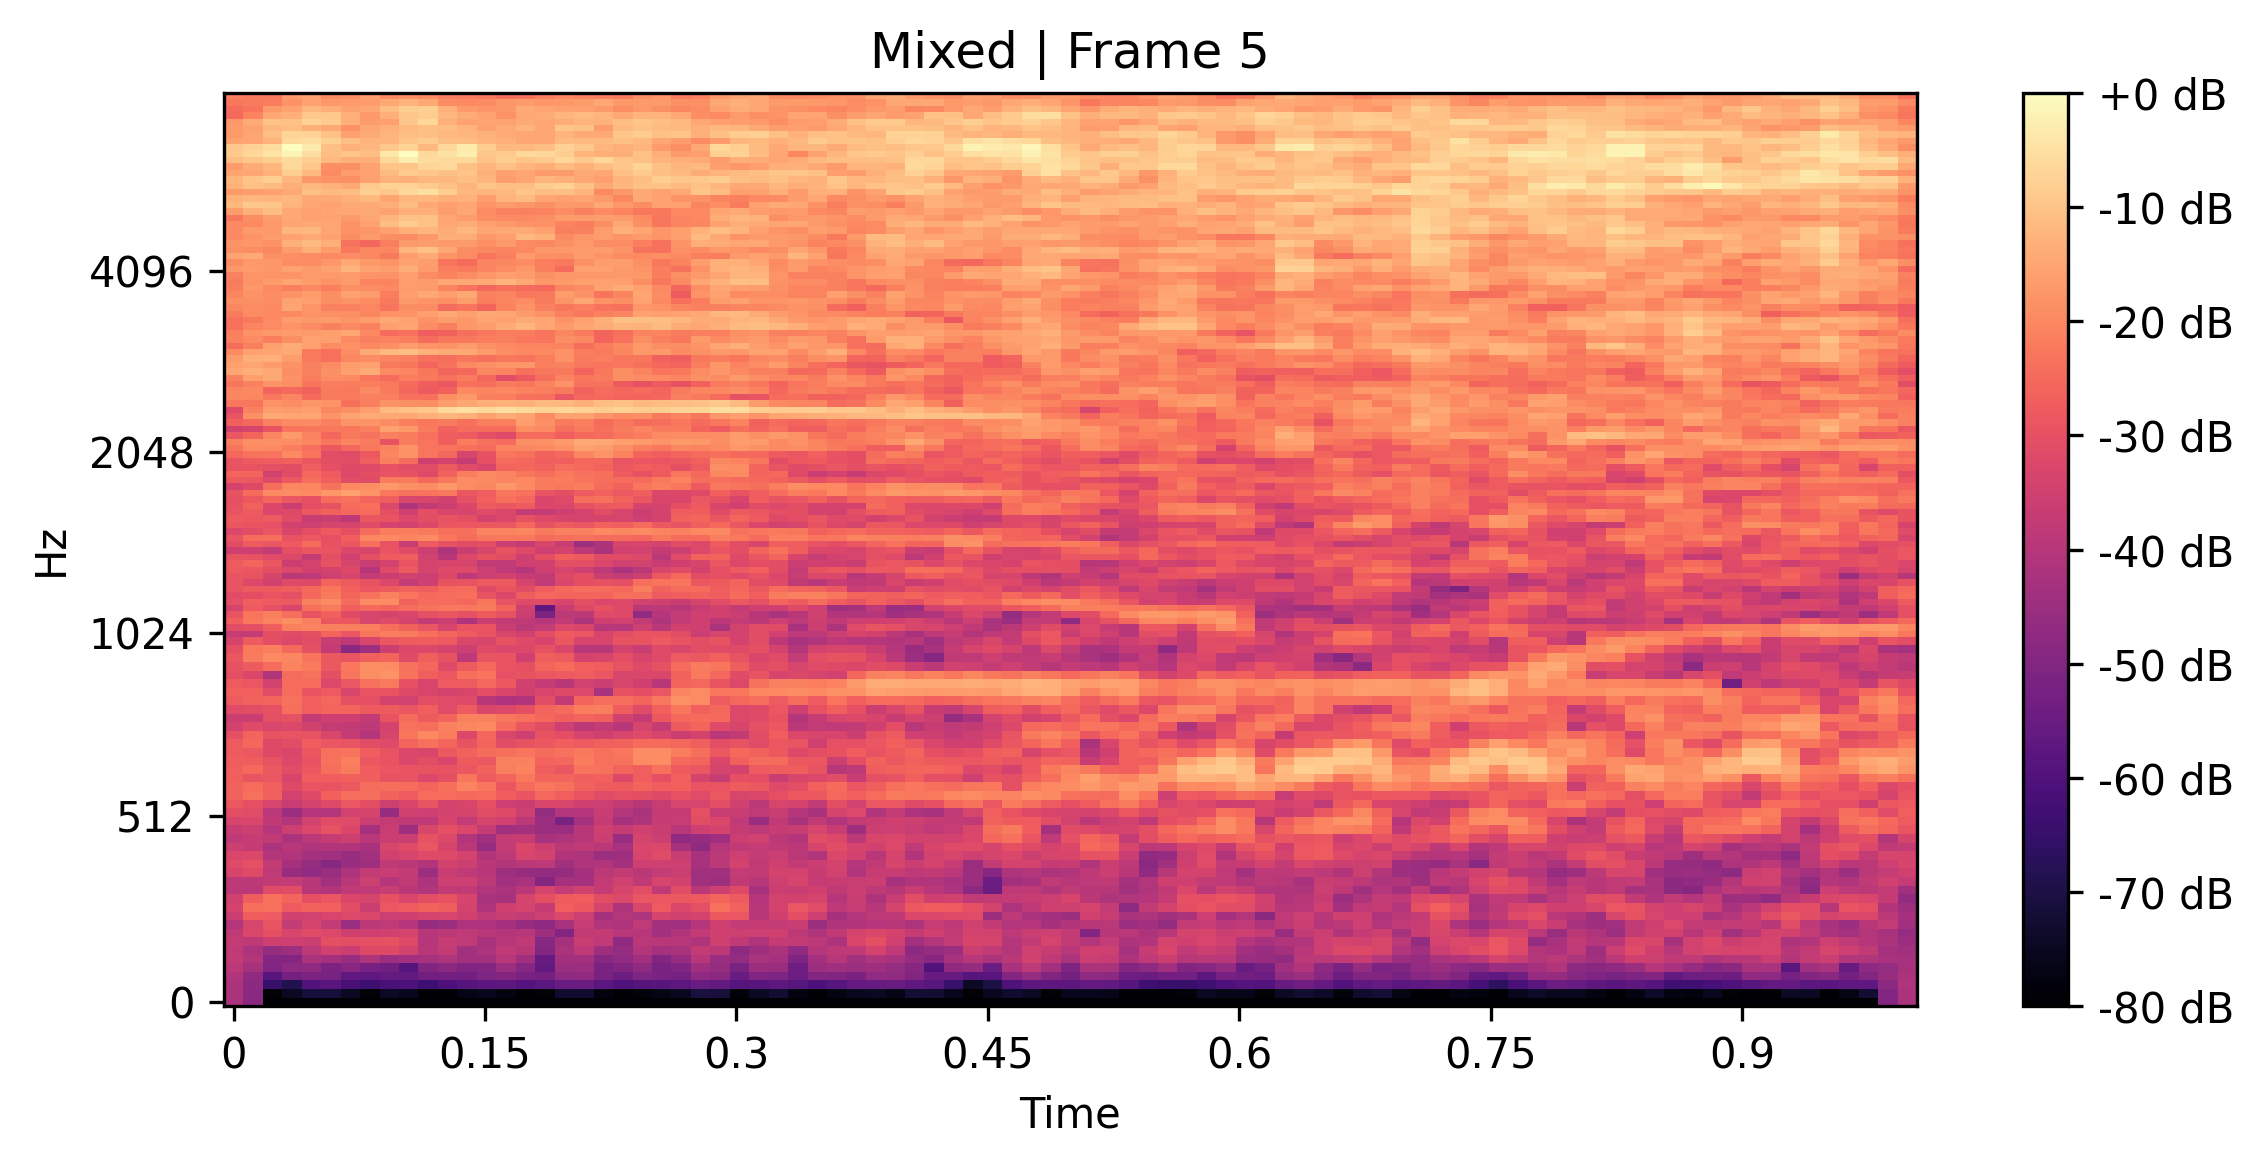 Mixed | Frame 5
Hz
4096
2048
1024
512
0
0 0.15 0.3 0.45 0.6 0.75 0.9
Time
+0 dB
-10 dB
-20 dB
-30 dB
-40 dB
-50 dB
-60 dB
-70 dB
-80 dB